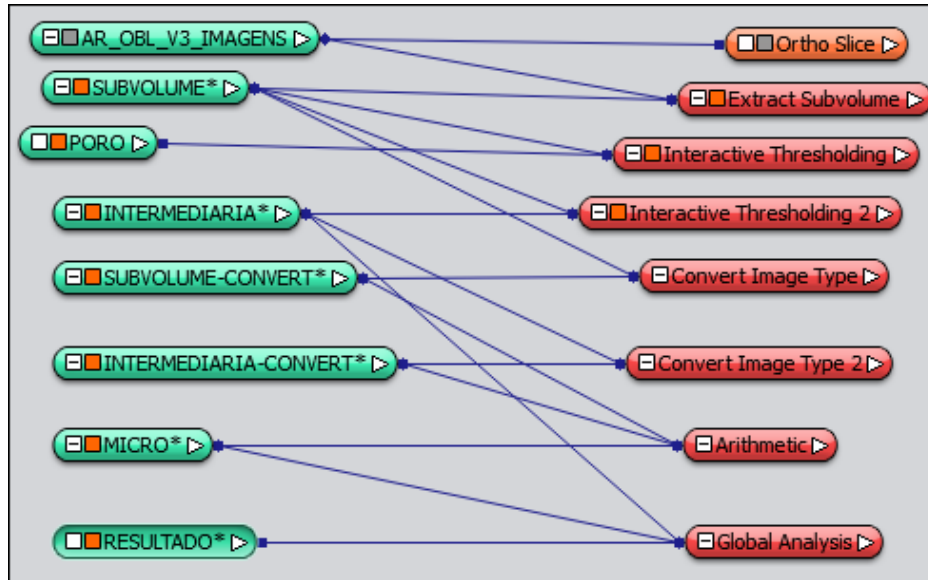 AR_OBL_V3_IMAGENS
Ortho Slice
SUBVOLUME*
Extract Subvolume
PORO
Interactive Thresholding
INTERMEDIARIA*
Interactive Thresholding 2
SUBVOLUME-CONVERT*
Convert Image Type
INTERMEDIARIA-CONVERT*
Convert Image Type 2
MICRO*
Arithmetic
RESULTADO*
Global Analysis